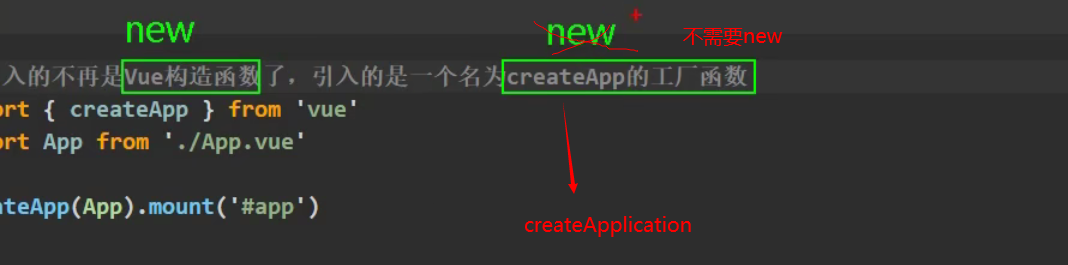 new new 不需要new
入的不再是Vue构造函数了，引入的是一个名为createApp的工厂函数
ort { createApp } from 'vue'
ort App from './App.vue'
ateApp(App).mount('#app')
createApplication